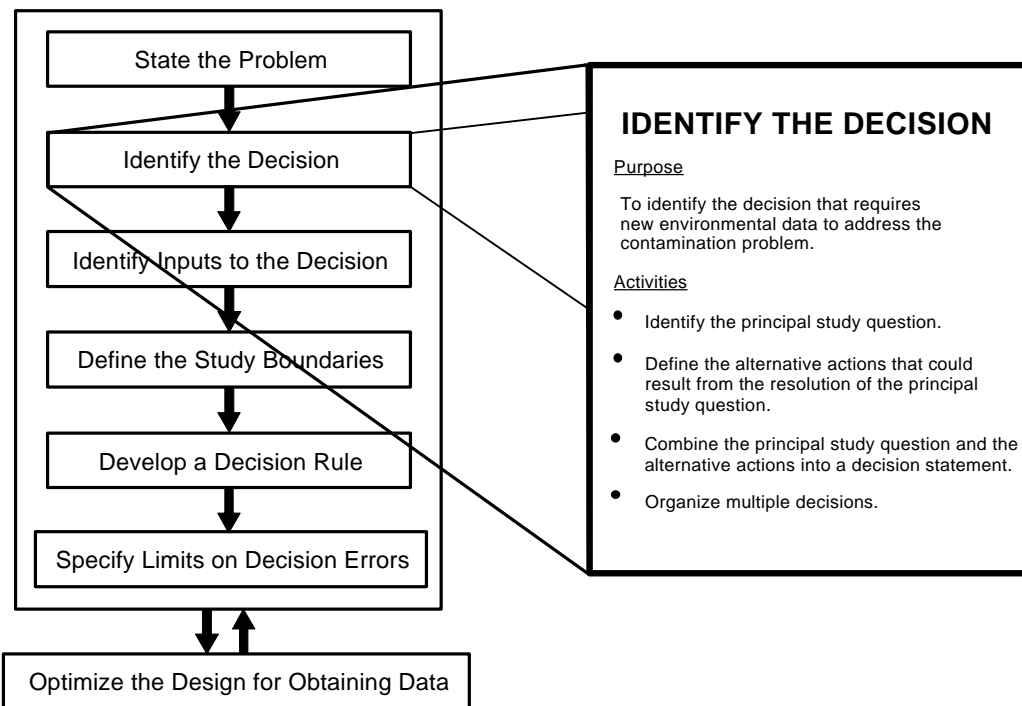 State the Problem
Identify the Decision
Identify Inputs to the Decision
Define the Study Boundaries
Develop a Decision Rule
Specify Limits on Decision Errors
Optimize the Design for Obtaining Data
IDENTIFY THE DECISION
Purpose
To identify the decision that requires
new environmental data to address the
contamination problem.
Activities
• Identify the principal study question.
• Define the alternative actions that could
result from the resolution of the principal
study question.
• Combine the principal study question and the
alternative actions into a decision statement.
• Organize multiple decisions.